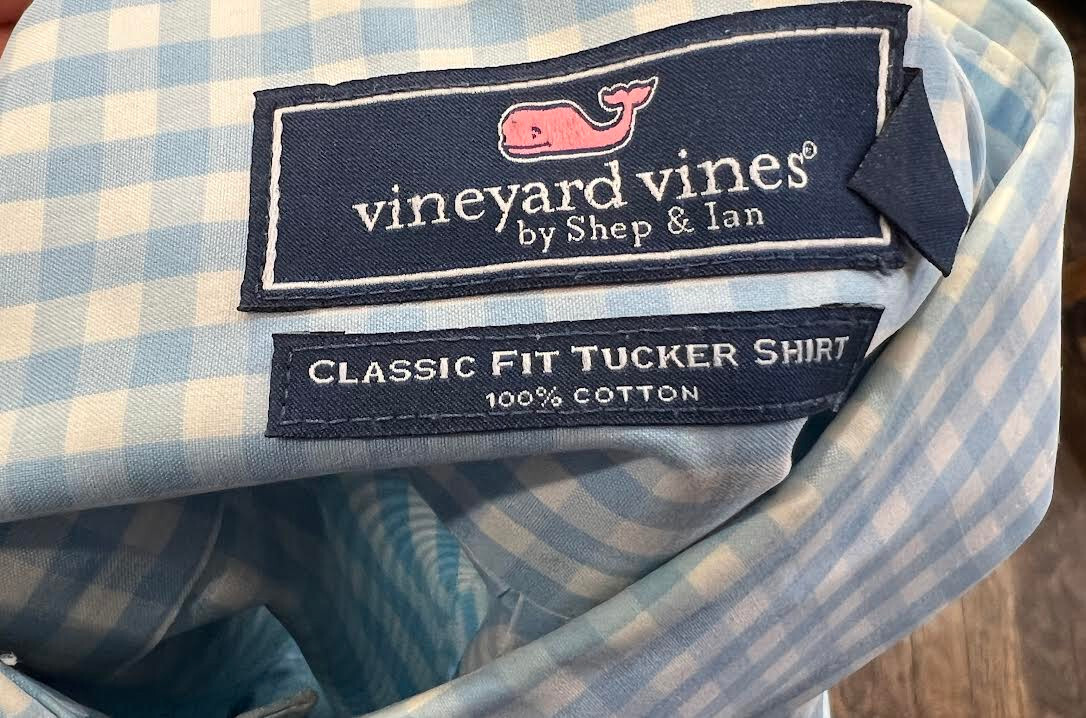 vineyard vines®
by Shep & Ian
CLASSIC FIT TUCKER SHIRT
100% COTTON